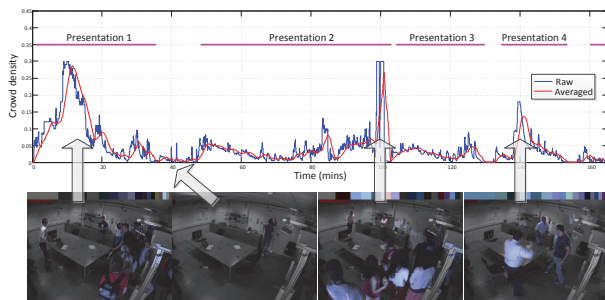 0.45
Presentation 1
Presentation 2
Presentation 3
Presentation 4
0.4
0.35
0.3
0.25
0.2
0.15
0.1
0.05
0
Crowd density
Raw
Averaged
0
20
40
60
80
100
120
140
160
Time (mins)